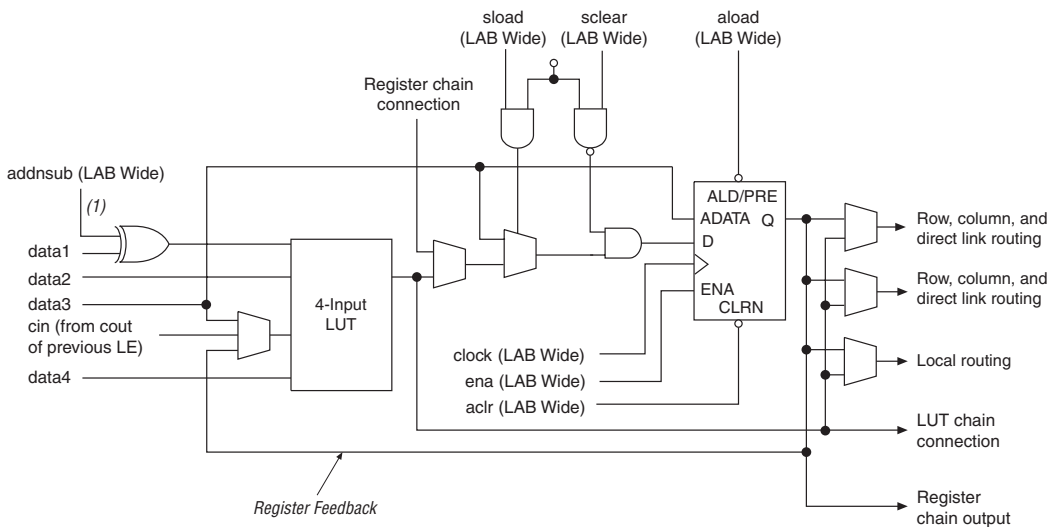 sload
(LAB Wide)
sclear
(LAB Wide)
aload
(LAB Wide)
Register chain
connection
addnsub (LAB Wide)
(1)
data1
data2
data3
cin (from cout
of previous LE)
data4
4-Input
LUT
ALD/PRE
ADATA
Q
D
ENA
CLRN
clock (LAB Wide)
ena (LAB Wide)
aclr (LAB Wide)
Row, column, and
direct link routing
Row, column, and
direct link routing
Local routing
LUT chain
connection
Register
chain output
Register Feedback